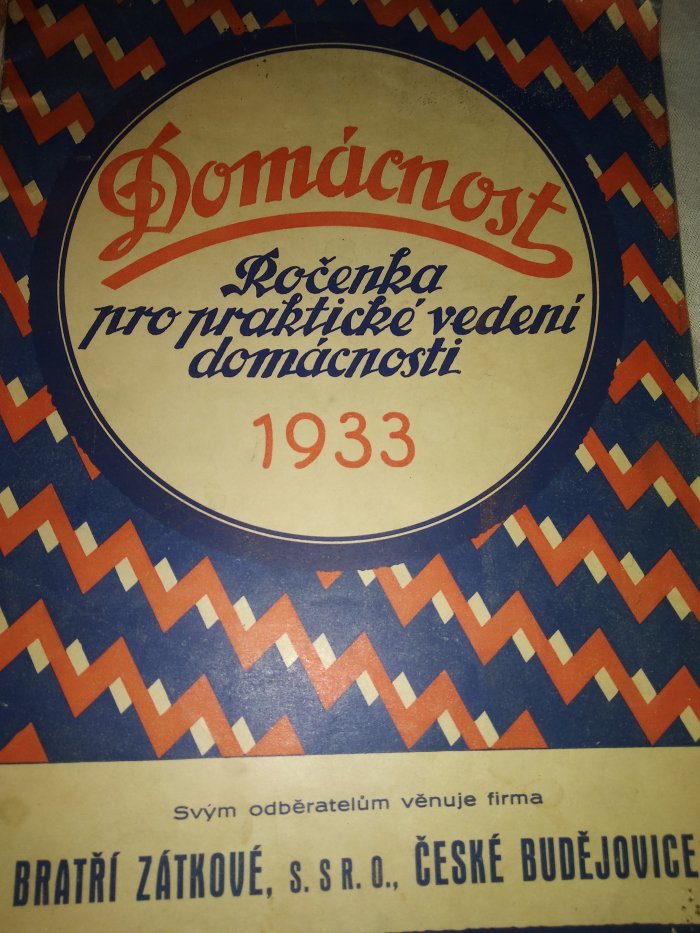 Domácnost
Ročenka
pro praktické vedení
domácnosti
1933
Svým odběratelům věnuje firma
BRATŘÍ ZÁTKOVÉ, S. S R. O., ČESKÉ BUDĚJOVICE